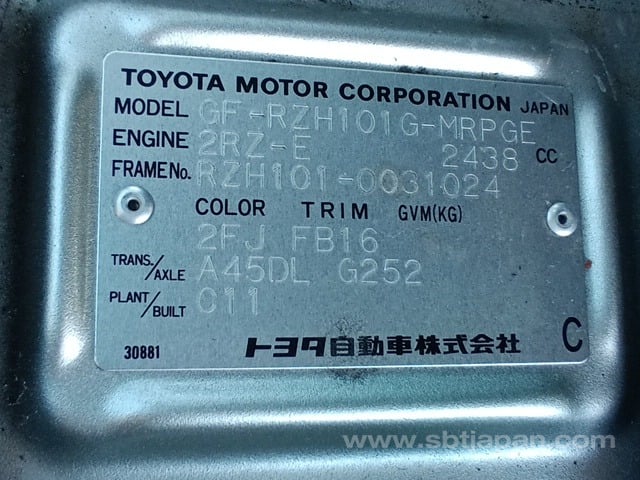 TOYOTA MOTOR CORPORATION JAPAN
MODEL GF-RZH101G-MRPGE
ENGINE 2RZ-E 2438 CC
FRAME No. RZH101-0031024
COLOR TRIM GVM(KG)
2FJ FB16
TRANS./AXLE A45DL G252
PLANT/BUILT C11
30881 トヨタ自動車株式会社 C
www.sbtjapan.com